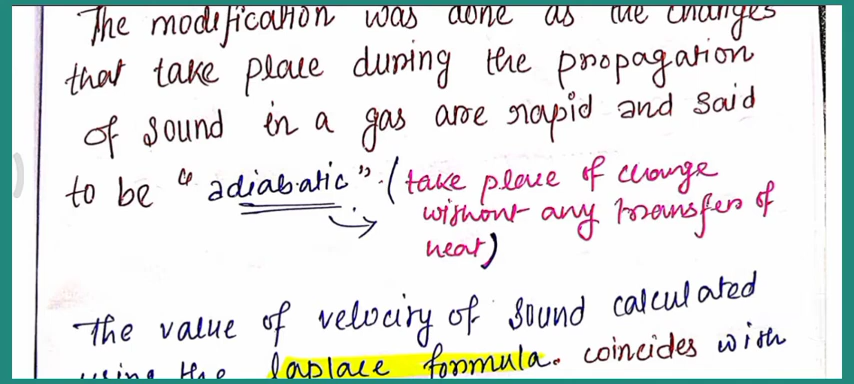 The modification was done as the changes
that take place during the propagation
of sound in a gas are rapid and said
to be "adiabatic". (take place of change
without any transfer of
heat)
The value of velocity of sound calculated
using the laplace formula. coincides with